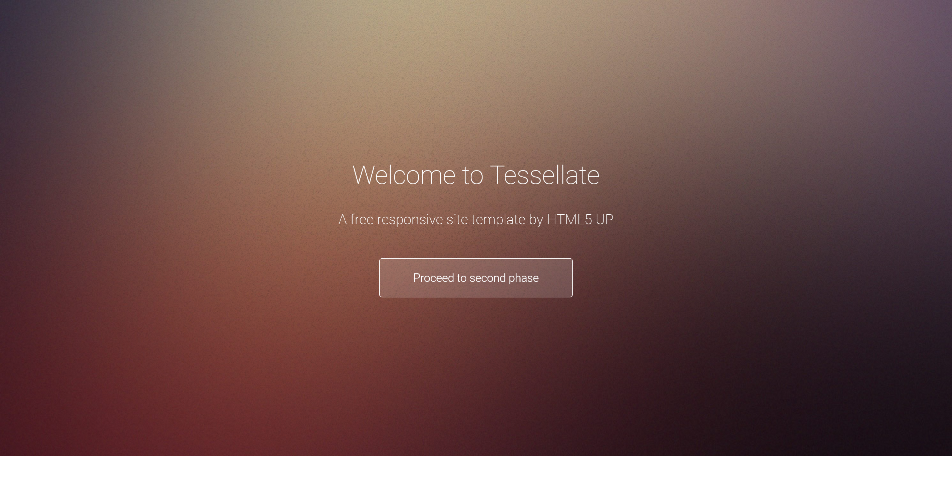 Welcome to Tessellate
A free responsive site template by HTML5 UP
Proceed to second phase